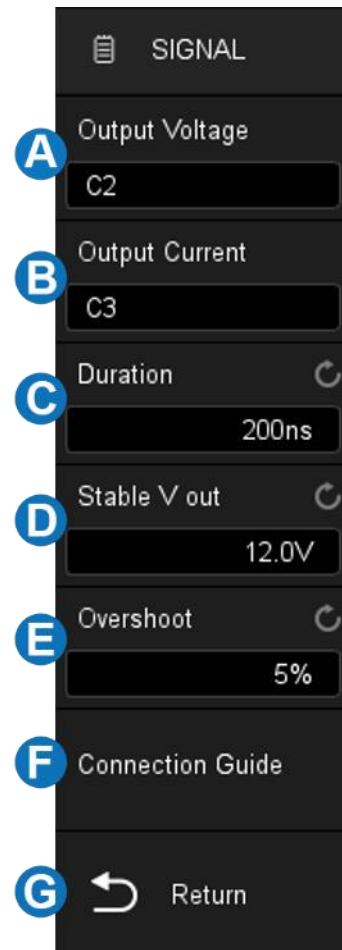 SIGNAL
A
Output Voltage
C2
B
Output Current
C3
C
Duration
200ns
D
Stable V out
12.0V
E
Overshoot
5%
F
Connection Guide
G
Return